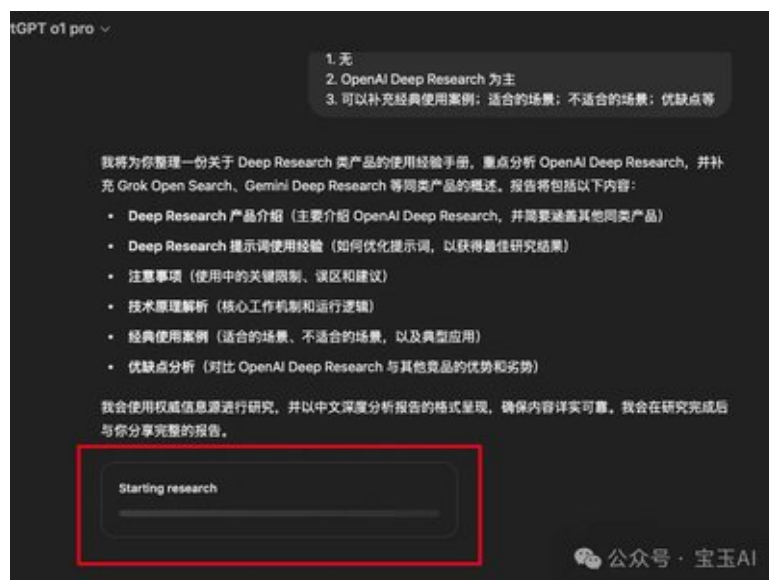 tGPT o1 pro
1. 无
2. OpenAI Deep Research 为主
3. 可以补充经典使用案例；适合的场景；不适合的场景；优缺点等
我将为你整理一份关于 Deep Research 类产品的使用经验手册，重点分析 OpenAI Deep Research，并补
充 Grok Open Search、Gemini Deep Research 等同类产品的概述。报告将包括以下内容：
• Deep Research 产品介绍（主要介绍 OpenAI Deep Research，并简要涵盖其他同类产品）
• Deep Research 提示词使用经验（如何优化提示词，以获得最佳研究结果）
• 注意事项（使用中的关键限制、误区和建议）
• 技术原理解析（核心工作机制和运行逻辑）
• 经典使用案例（适合的场景、不适合的场景，以及典型应用）
• 优缺点分析（对比 OpenAI Deep Research 与其他竞品的优势和劣势）
我会使用权威信息源进行研究，并以中文深度分析报告的格式呈现，确保内容详实可靠。我会在研究完成后
与你分享完整的报告。
Starting research
公众号 · 宝玉AI